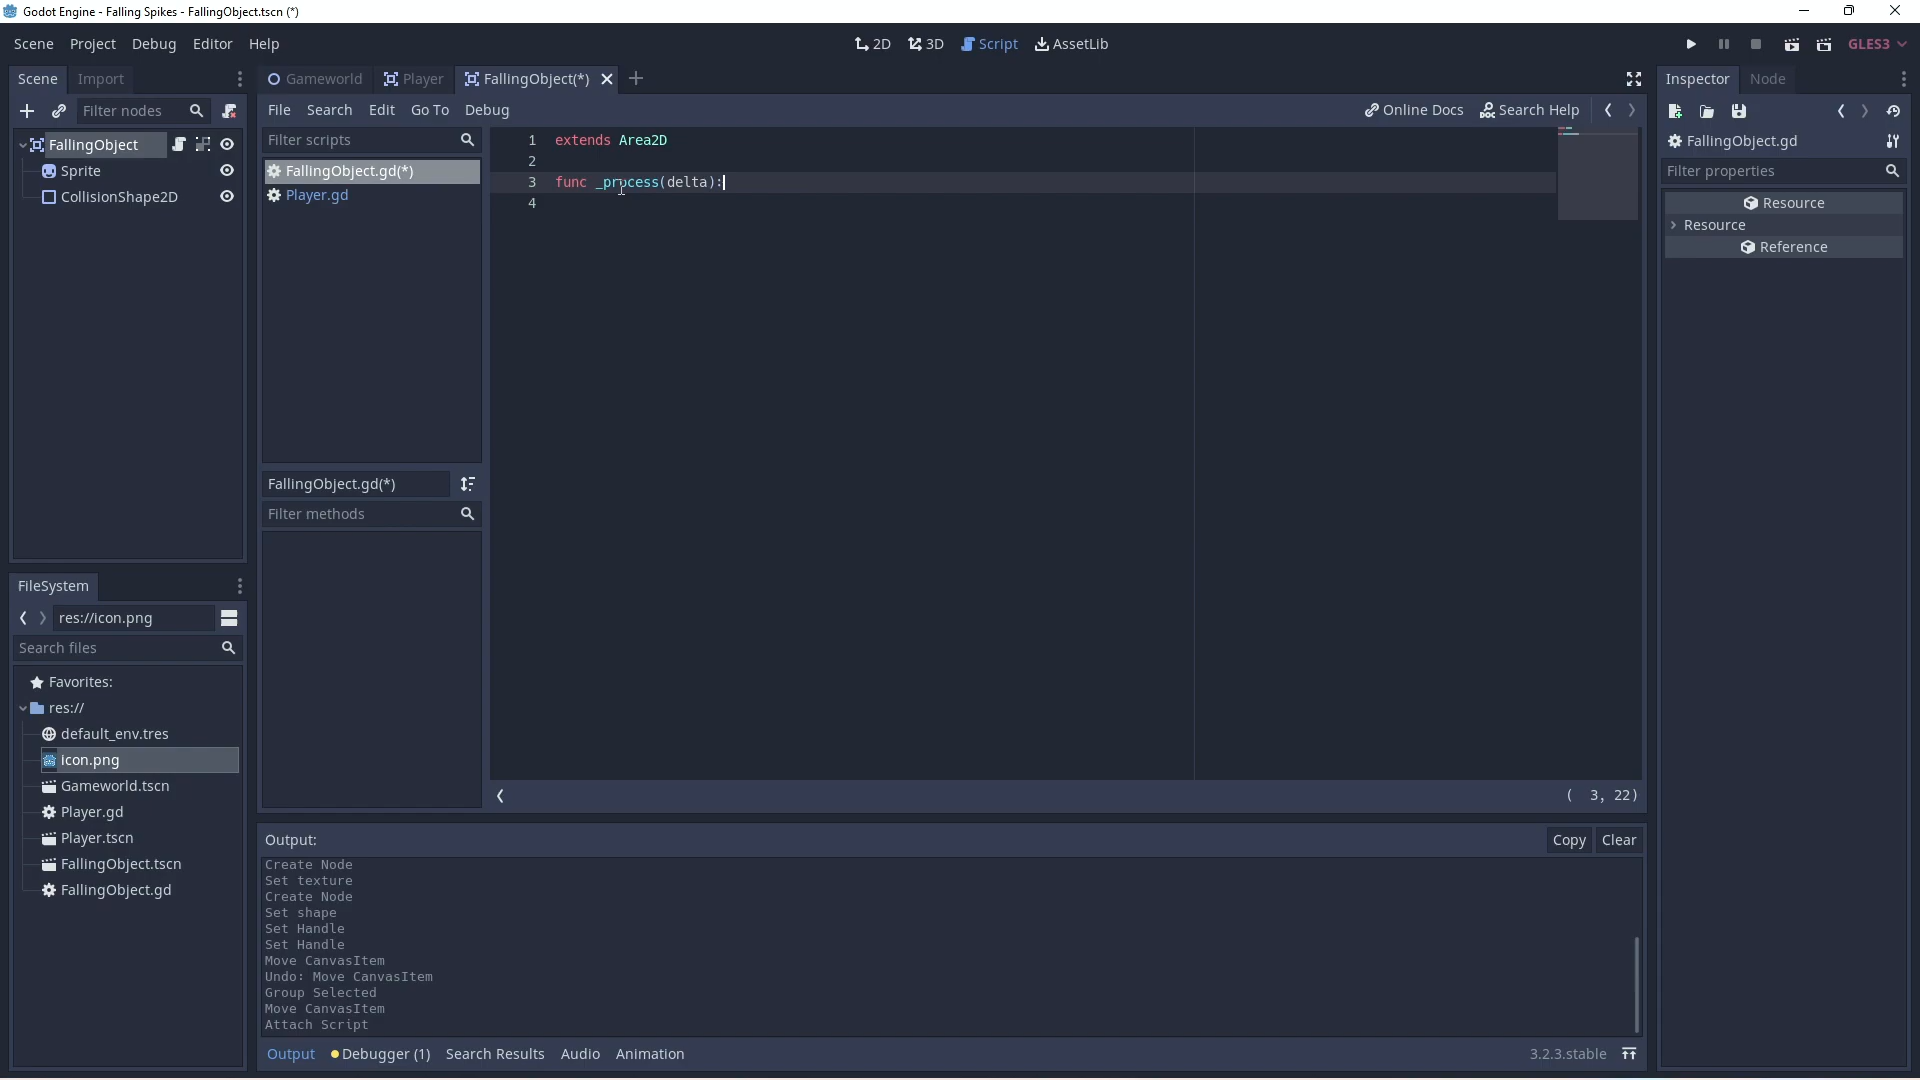 Godot Engine - Falling Spikes - FallingObject.tscn (*)
Scene Project Debug Editor Help
2D 3D Script AssetLib
GLES3
Scene Import
Filter nodes
FallingObject
Sprite
CollisionShape2D
FileSystem
res://icon.png
Search files
Favorites:
res://
default_env.tres
icon.png
Gameworld.tscn
Player.gd
Player.tscn
FallingObject.tscn
FallingObject.gd
Gameworld Player FallingObject(*)
File Search Edit Go To Debug
Online Docs Search Help
Filter scripts
FallingObject.gd(*)
Player.gd
FallingObject.gd(*)
Filter methods
1 extends Area2D
2
3 func _process(delta):
4
( 3, 22)
Output:
Copy Clear
Create Node
Set texture
Create Node
Set shape
Set Handle
Set Handle
Move CanvasItem
Undo: Move CanvasItem
Group Selected
Move CanvasItem
Attach Script
Output Debugger (1) Search Results Audio Animation
3.2.3.stable
Inspector Node
FallingObject.gd
Filter properties
Resource
Resource
Reference